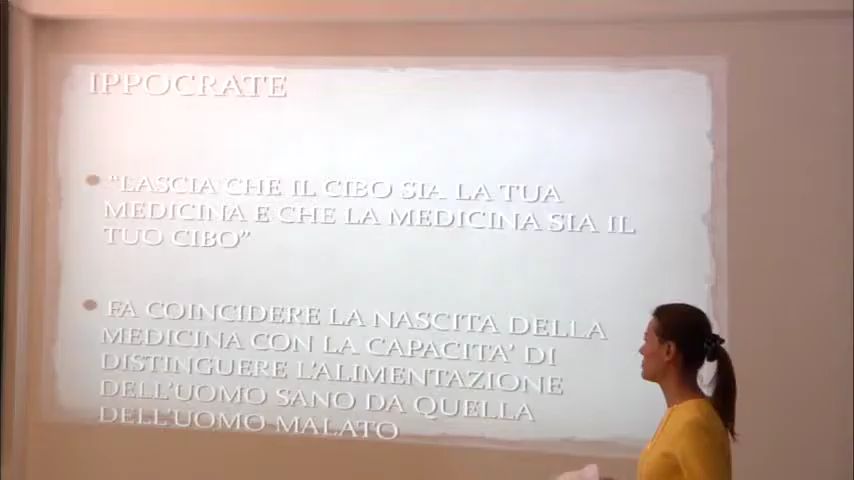 IPPOCRATE
“LASCIA CHE IL CIBO SIA LA TUA
MEDICINA E CHE LA MEDICINA SIA IL
TUO CIBO”
FA COINCIDERE LA NASCITA DELLA
MEDICINA CON LA CAPACITA’ DI
DISTINGUERE L’ALIMENTAZIONE
DELL’UOMO SANO DA QUELLA
DELL’UOMO MALATO